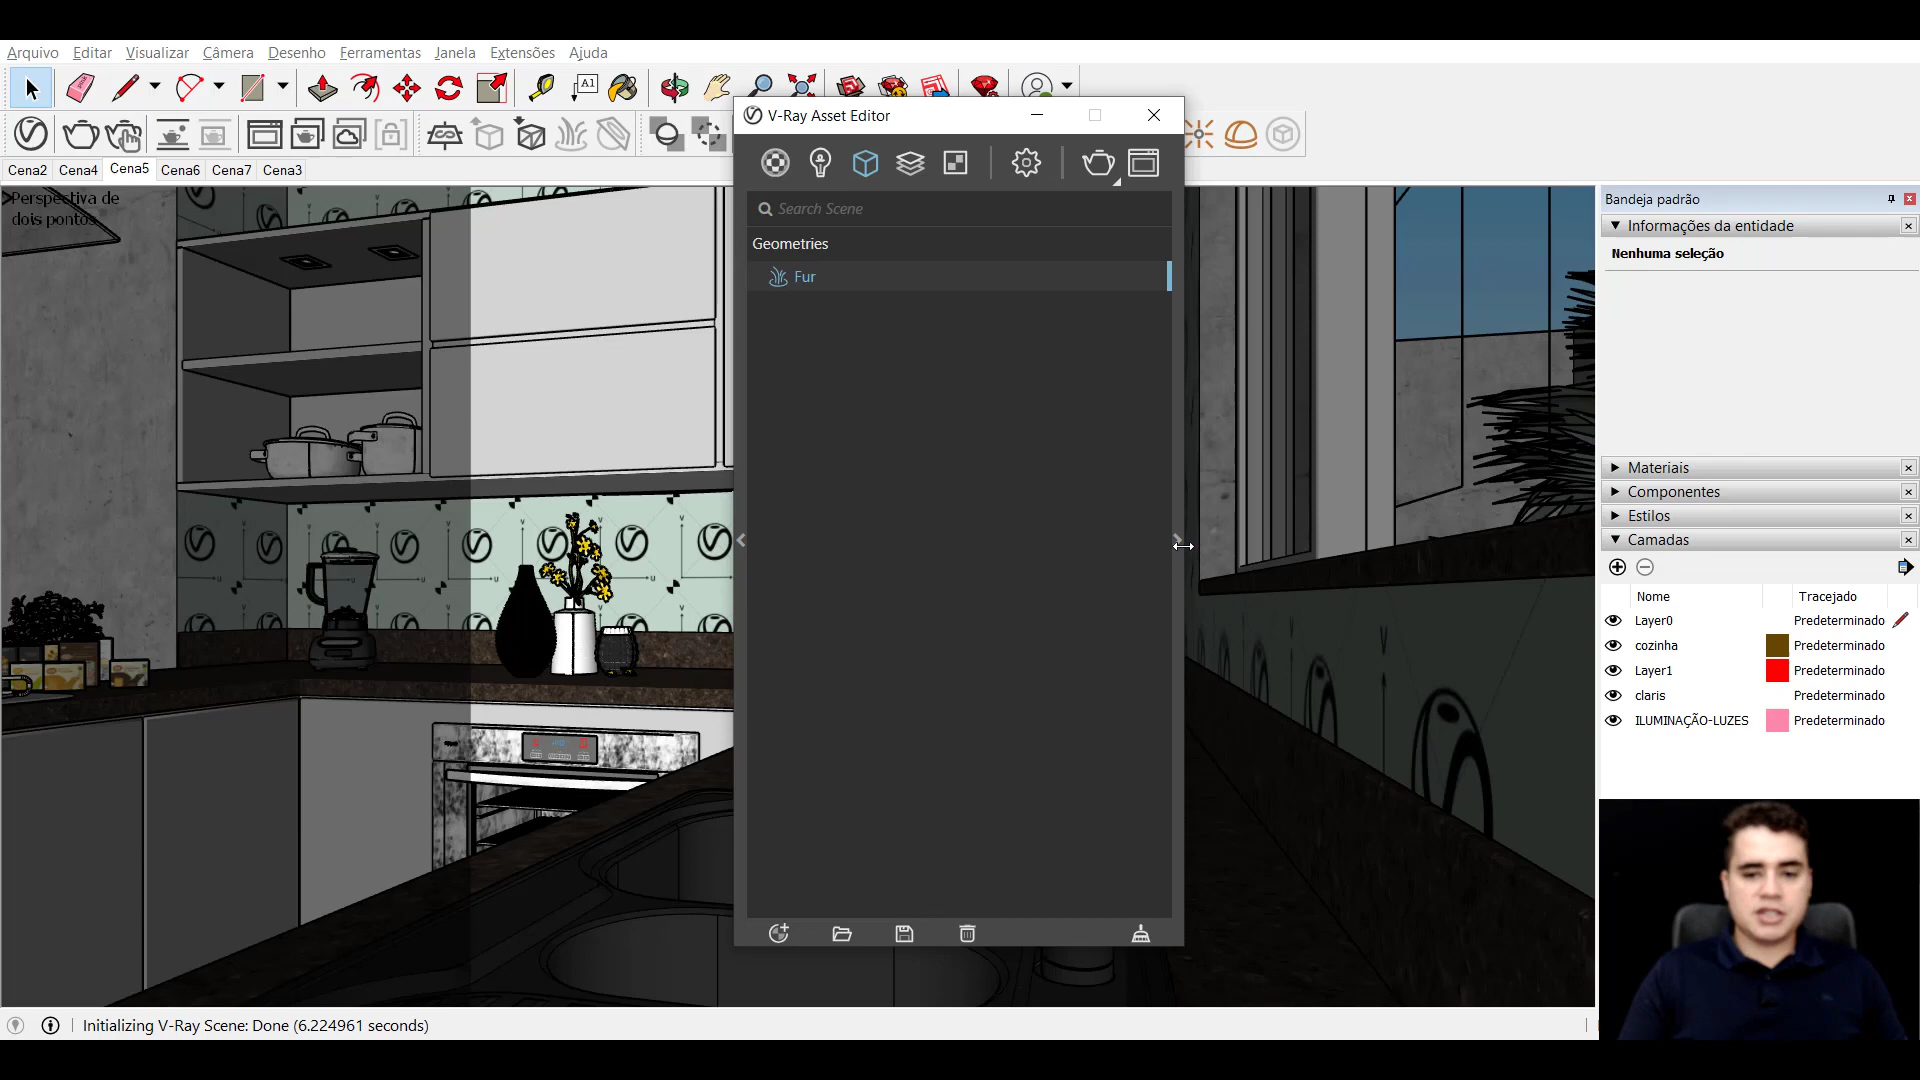 Arquivo Editar Visualizar Câmera Desenho Ferramentas Janela Extensões Ajuda
A1
V-Ray Asset Editor
Cena2 Cena4 Cena5 Cena6 Cena7 Cena3
Perspectiva de
dois pontos
Search Scene
Geometries
Fur
Bandeja padrão
Informações da entidade
Nenhuma seleção
Materiais
Componentes
Estilos
Camadas
Nome Tracejado
Layer0 Predeterminado
cozinha Predeterminado
Layer1 Predeterminado
claris Predeterminado
ILUMINAÇÃO-LUZES Predeterminado
Initializing V-Ray Scene: Done (6.224961 seconds)